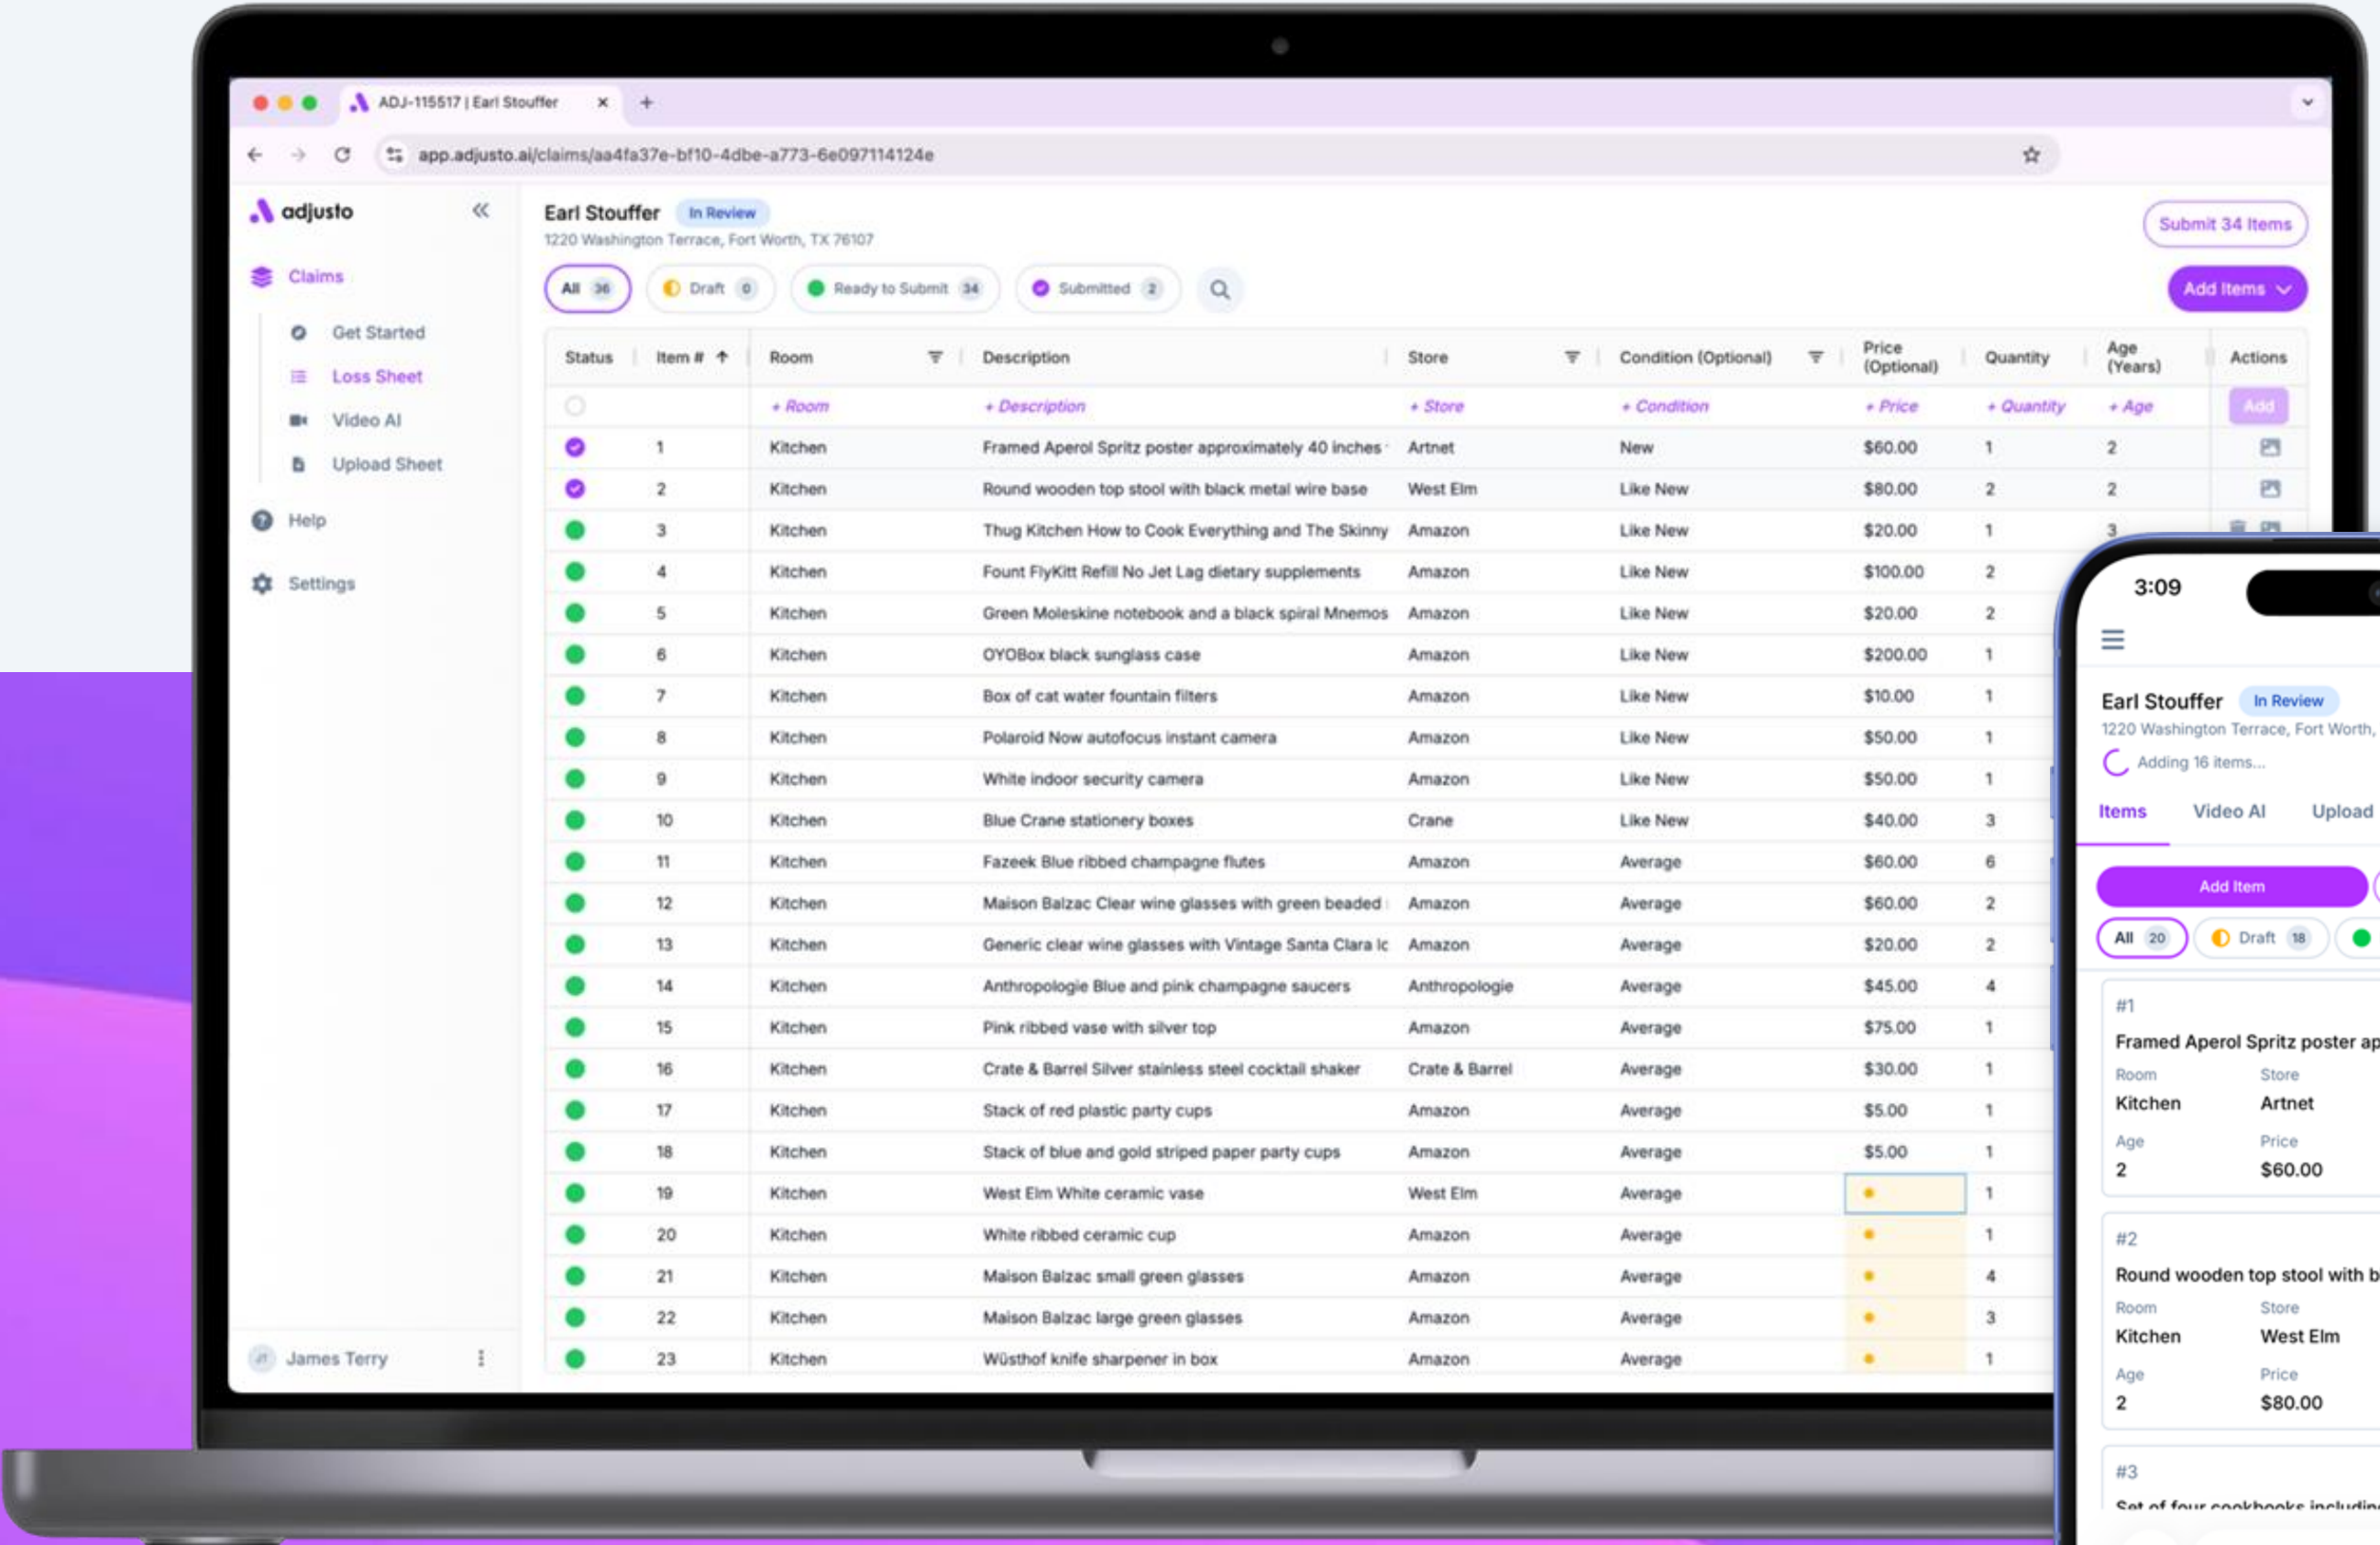 ADJ-115517 | Earl Stouffer
app.adjusto.ai/claims/aa4fa37e-bf10-4dbe-a773-6e097114124e
adjusto
Claims
Get Started
Loss Sheet
Video AI
Upload Sheet
Help
Settings
JT James Terry
Earl Stouffer In Review
1220 Washington Terrace, Fort Worth, TX 76107
Submit 34 Items
All 36 Draft 0 Ready to Submit 34 Submitted 2
Add Items
Status Item # Room Description Store Condition (Optional) Price (Optional) Quantity Age (Years) Actions
+ Room + Description + Store + Condition + Price + Quantity + Age Add
1 Kitchen Framed Aperol Spritz poster approximately 40 inches Artnet New $60.00 1 2
2 Kitchen Round wooden top stool with black metal wire base West Elm Like New $80.00 2 2
3 Kitchen Thug Kitchen How to Cook Everything and The Skinny Amazon Like New $20.00 1 3
4 Kitchen Fount FlyKitt Refill No Jet Lag dietary supplements Amazon Like New $100.00 2
5 Kitchen Green Moleskine notebook and a black spiral Mnemos Amazon Like New $20.00 2
6 Kitchen OYOBox black sunglass case Amazon Like New $200.00 1
7 Kitchen Box of cat water fountain filters Amazon Like New $10.00 1
8 Kitchen Polaroid Now autofocus instant camera Amazon Like New $50.00 1
9 Kitchen White indoor security camera Amazon Like New $50.00 1
10 Kitchen Blue Crane stationery boxes Crane Like New $40.00 3
11 Kitchen Fazeek Blue ribbed champagne flutes Amazon Average $60.00 6
12 Kitchen Maison Balzac Clear wine glasses with green beaded Amazon Average $60.00 2
13 Kitchen Generic clear wine glasses with Vintage Santa Clara lc Amazon Average $20.00 2
14 Kitchen Anthropologie Blue and pink champagne saucers Anthropologie Average $45.00 4
15 Kitchen Pink ribbed vase with silver top Amazon Average $75.00 1
16 Kitchen Crate & Barrel Silver stainless steel cocktail shaker Crate & Barrel Average $30.00 1
17 Kitchen Stack of red plastic party cups Amazon Average $5.00 1
18 Kitchen Stack of blue and gold striped paper party cups Amazon Average $5.00 1
19 Kitchen West Elm White ceramic vase West Elm Average 1
20 Kitchen White ribbed ceramic cup Amazon Average 1
21 Kitchen Maison Balzac small green glasses Amazon Average 4
22 Kitchen Maison Balzac large green glasses Amazon Average 3
23 Kitchen Wüsthof knife sharpener in box Amazon Average 1
3:09
Earl Stouffer In Review
1220 Washington Terrace, Fort Worth,
Adding 16 items...
Items Video AI Upload
Add Item
All 20 Draft 18
#1
Framed Aperol Spritz poster ap
Room Store
Kitchen Artnet
Age Price
2 $60.00
#2
Round wooden top stool with b
Room Store
Kitchen West Elm
Age Price
2 $80.00
#3
Set of four cookbooks includin